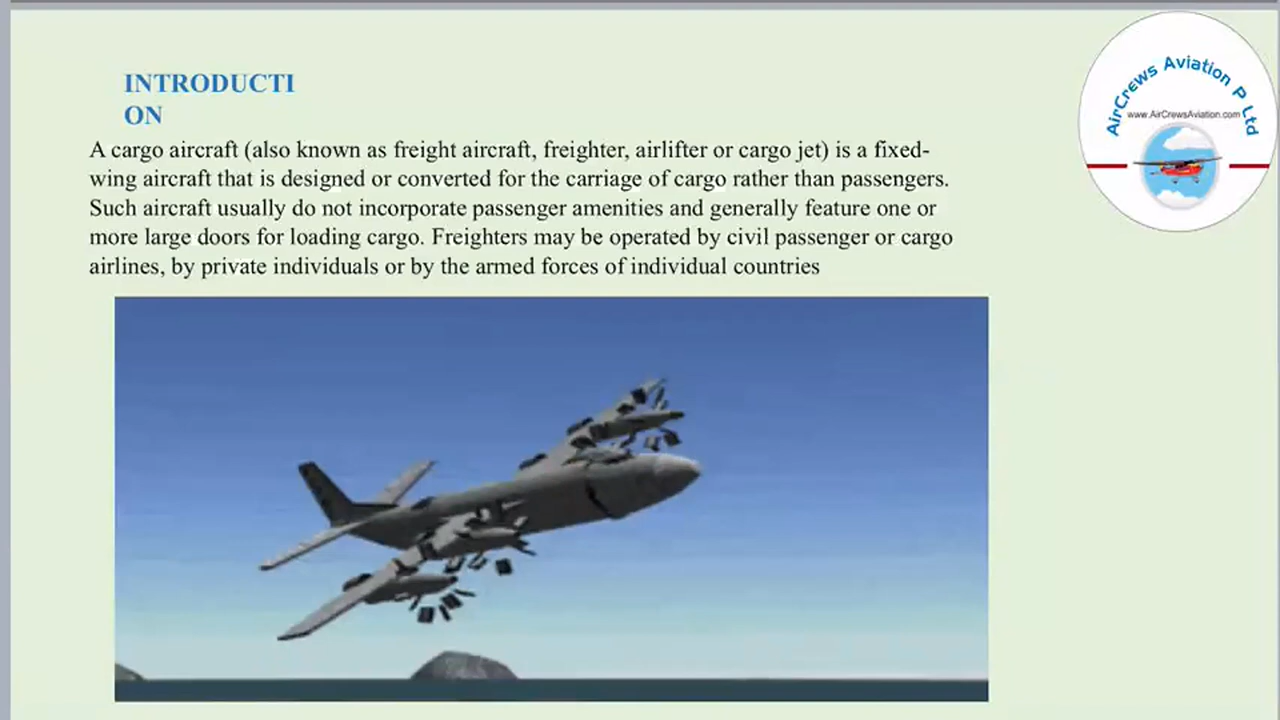 INTRODUCTI
ON
A cargo aircraft (also known as freight aircraft, freighter, airlifter or cargo jet) is a fixed-
wing aircraft that is designed or converted for the carriage of cargo rather than passengers.
Such aircraft usually do not incorporate passenger amenities and generally feature one or
more large doors for loading cargo. Freighters may be operated by civil passenger or cargo
airlines, by private individuals or by the armed forces of individual countries
AirCrews Aviation P Ltd
www.AirCrewsAviation.com